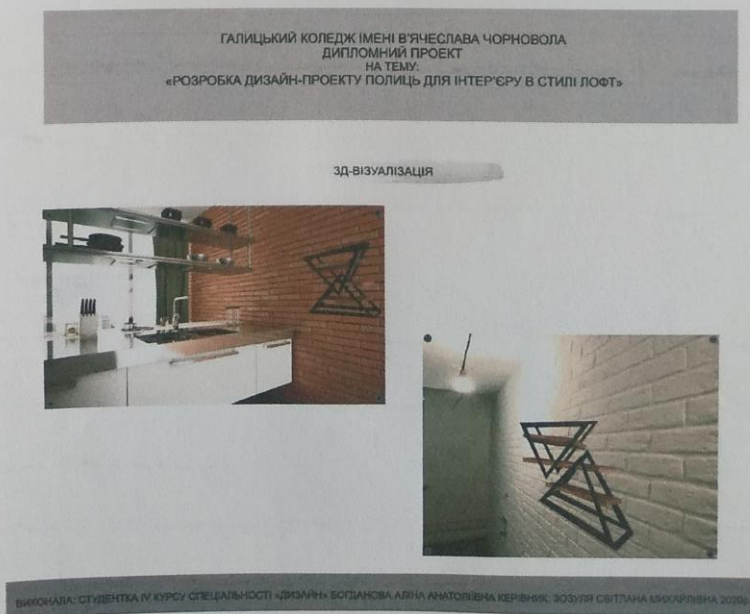 ГАЛИЦЬКИЙ КОЛЕДЖ ІМЕНІ В'ЯЧЕСЛАВА ЧОРНОВОЛА
ДИПЛОМНИЙ ПРОЕКТ
НА ТЕМУ:
«РОЗРОБКА ДИЗАЙН-ПРОЕКТУ ПОЛИЦЬ ДЛЯ ІНТЕР'ЄРУ В СТИЛІ ЛОФТ»
3Д-ВІЗУАЛІЗАЦІЯ
ВИКОНАЛА: СТУДЕНТКА IV КУРСУ СПЕЦІАЛЬНОСТІ «ДИЗАЙН» БОГДАНОВА АЛІНА АНАТОЛІЇВНА КЕРІВНИК: ЗОЗУЛЯ СВІТЛАНА МИХАЙЛІВНА 2020р.